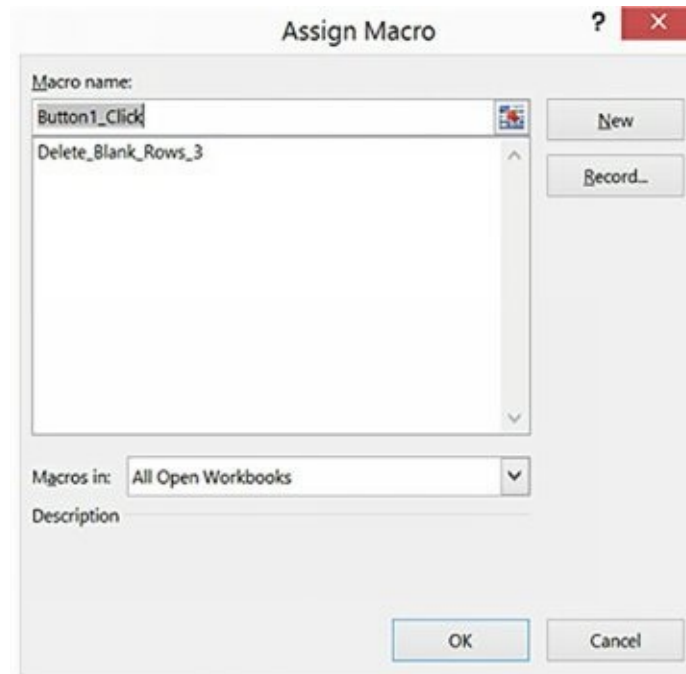 Assign Macro
?
Macro name:
Button1_Click
New
Delete_Blank_Rows_3
Record...
Macros in: All Open Workbooks
Description
OK Cancel